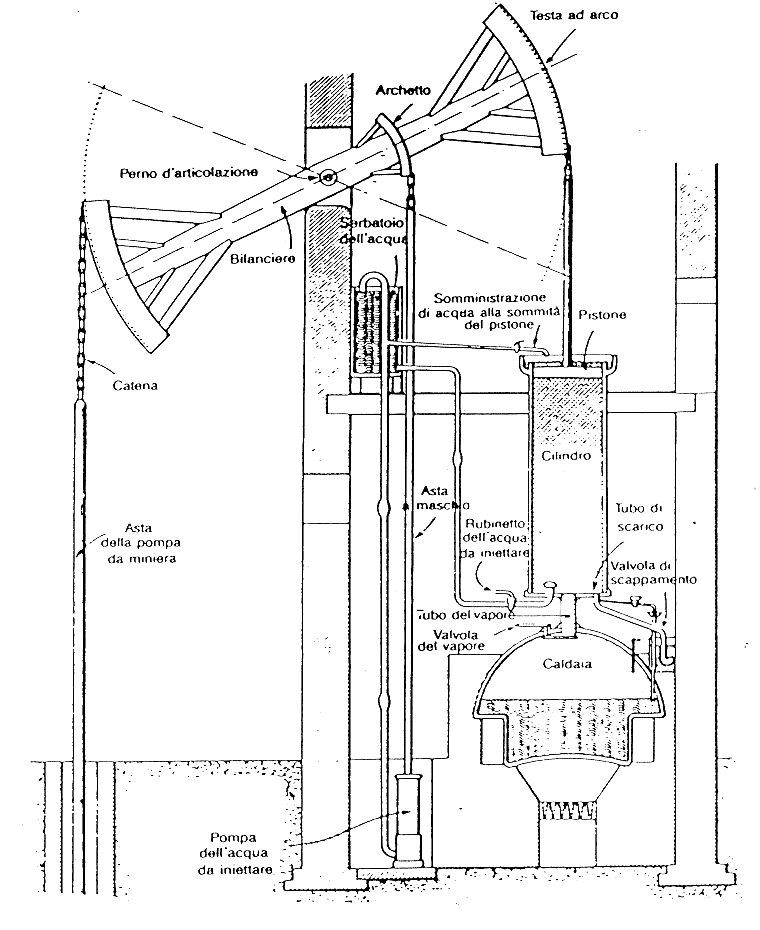 Testa ad arco
Archetto
Perno d'articolazione
Serbatoio
dell'acqua
Bilanciere
Somministrazione
di acqua alla sommità
del pistone
Pistone
Catena
Cilindro
Asta
maschio
Tubo di
scarico
Rubinetto
dell'acqua
da iniettare
Asta
della pompa
da miniera
Valvola di
scappamento
Tubo del vapore
Valvola
del vapore
Caldaia
Pompa
dell'acqua
da iniettare